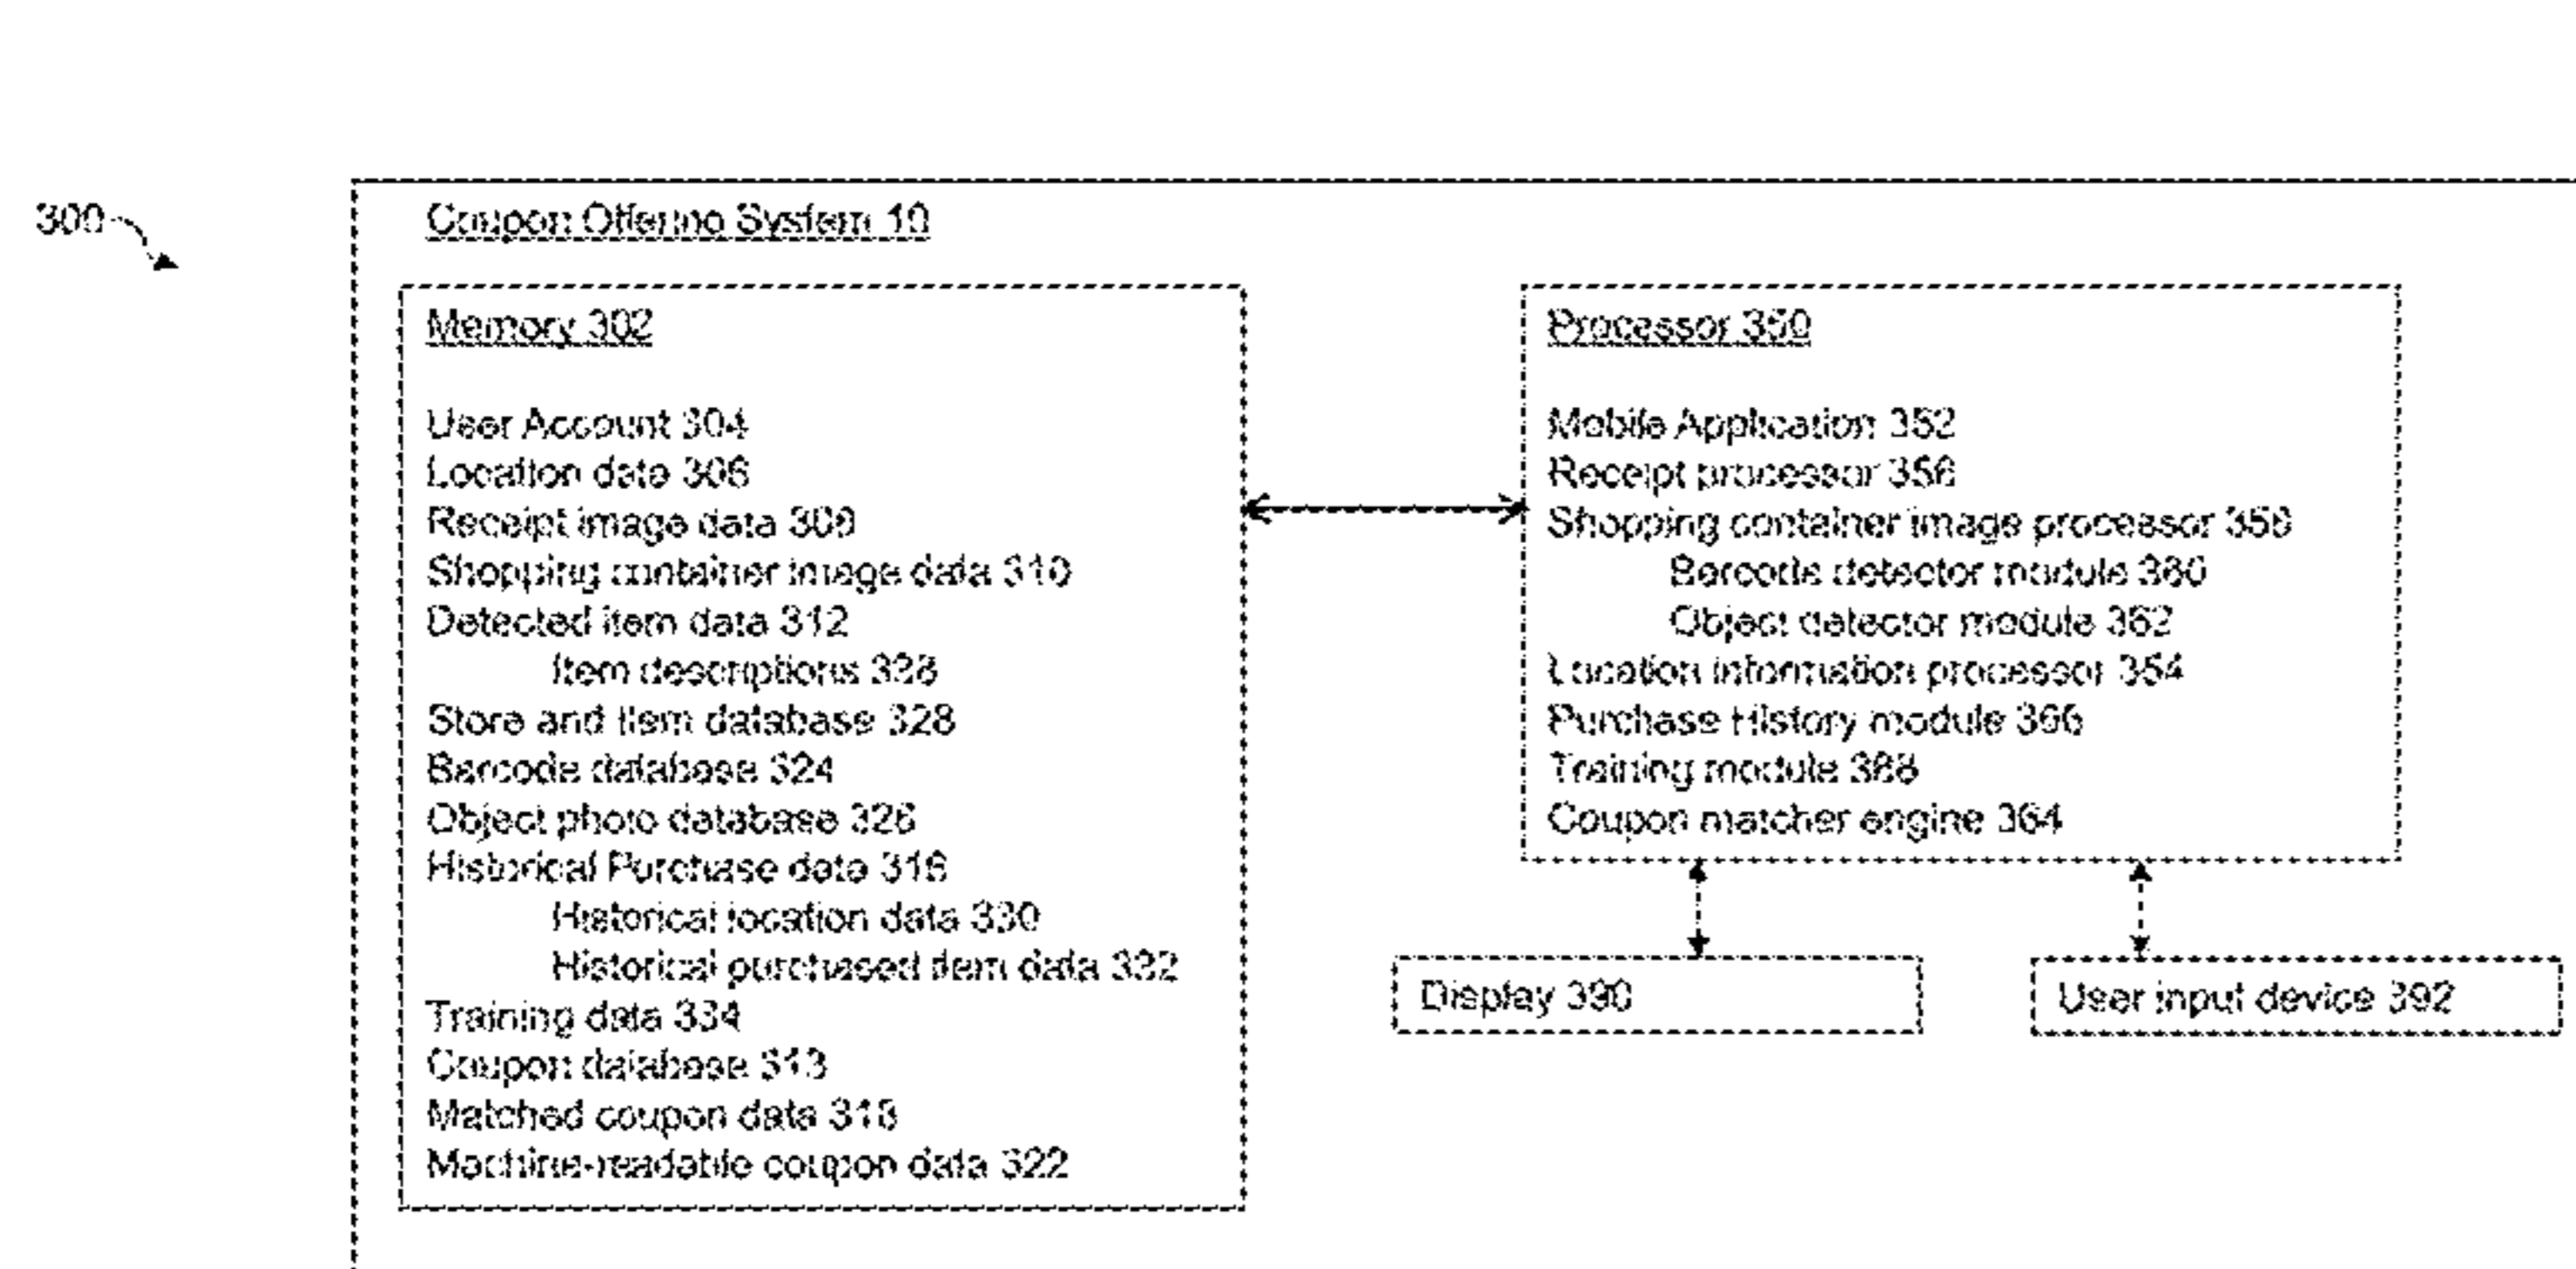 300
Coupon Offering System 10
Memory 302
User Account 304
Location data 306
Receipt image data 308
Shopping container image data 310
Detected item data 312
Item descriptions
Store and item database 328
Barcode database 324
Object photo database 326
Historical Purchase data 316
Historical location data 330
Historical purchased item data 332
Training data 334
Coupon database
Matched coupon data 318
Machine-readable coupon data 322
Processor 350
Mobile Application 352
Receipt processor 356
Shopping container image processor 358
Barcode detector module 360
Object detector module 362
Location information processor 354
Purchase History module 366
Training module 368
Coupon matcher engine 364
Display 390
User input device 392